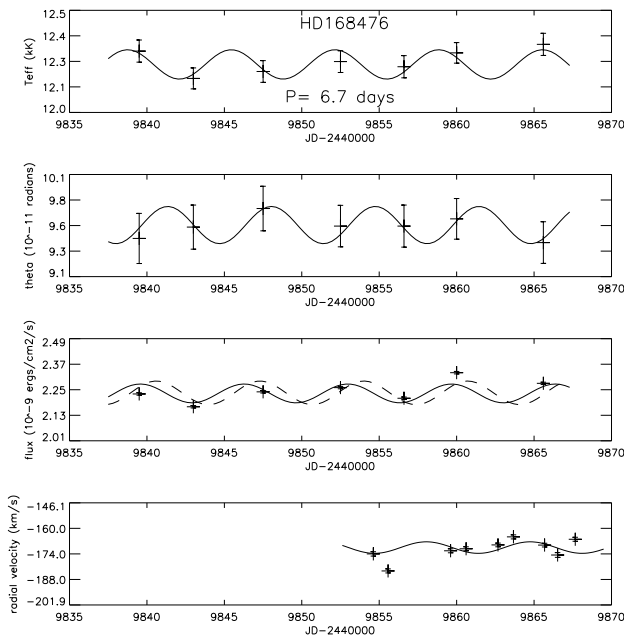 HD168476
12.5
12.3
12.2
12.0
Teff (kK)
P= 6.7 days
9835 9840 9845 9850 9855 9860 9865 9870
JD-2440000
10.1
9.8
9.6
9.3
9.1
theta (10^-11 radians)
9835 9840 9845 9850 9855 9860 9865 9870
JD-2440000
2.49
2.37
2.25
2.13
2.01
flux (10^-9 ergs/cm2/s)
9835 9840 9845 9850 9855 9860 9865 9870
JD-2440000
-146.1
-160.0
-174.0
-188.0
-201.9
radial velocity (km/s)
9835 9840 9845 9850 9855 9860 9865 9870
JD-2440000